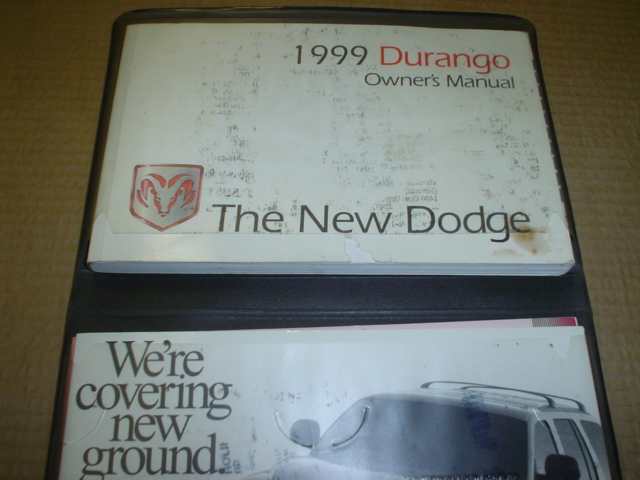 1999 Durango
Owner's Manual
The New Dodge
We're
covering
new
ground.